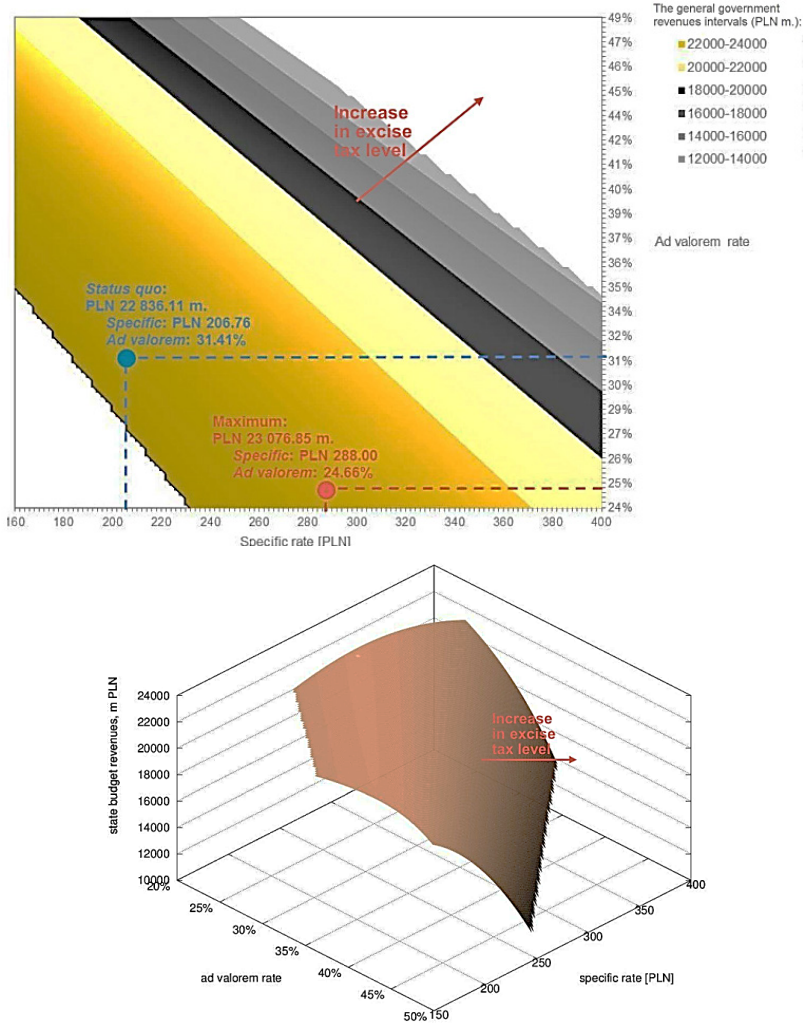 The general government
revenues intervals (PLN m.):
22000-24000
20000-22000
18000-20000
16000-18000
14000-16000
12000-14000
49%
47%
46%
45%
44%
42%
41%
40%
39%
37%
36%
35%
34%
32%
31%
30%
29%
27%
26%
25%
24%
Ad valorem rate
Increase
in excise
tax level
Status quo:
PLN 22 836.11 m.
Specific: PLN 206.76
Ad valorem: 31.41%
Maximum:
PLN 23 076.85 m.
Specific: PLN 288.00
Ad valorem: 24.66%
160 180 200 220 240 260 280 300 320 340 360 380 400
Specific rate [PLN]
state budget revenues, m PLN
24000
22000
20000
18000
16000
14000
12000
10000
Increase
in excise
tax level
20%
25%
30%
35%
40%
45%
50%
ad valorem rate
150
200
250
300
350
400
specific rate [PLN]